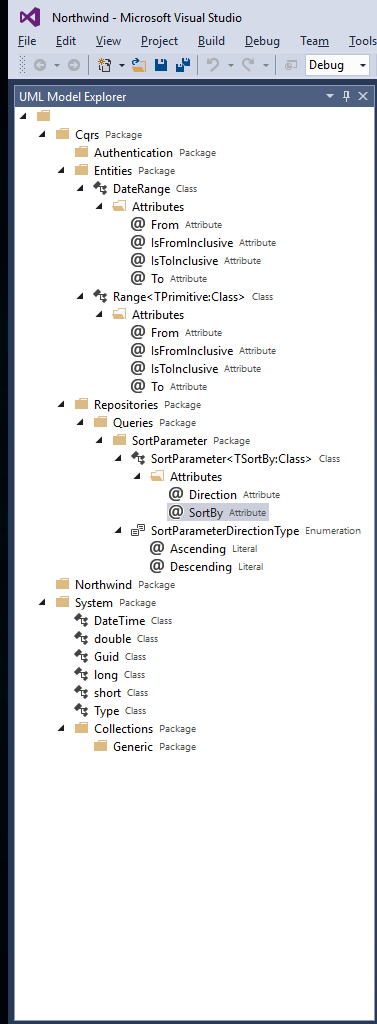 Northwind - Microsoft Visual Studio
File Edit View Project Build Debug Team Tools
Debug
UML Model Explorer
Cqrs Package
Authentication Package
Entities Package
DateRange Class
Attributes
@ From Attribute
@ IsFromInclusive Attribute
@ IsToInclusive Attribute
@ To Attribute
Range<TPrimitive:Class> Class
Attributes
@ From Attribute
@ IsFromInclusive Attribute
@ IsToInclusive Attribute
@ To Attribute
Repositories Package
Queries Package
SortParameter Package
SortParameter<TSortBy:Class> Class
Attributes
@ Direction Attribute
@ SortBy Attribute
SortParameterDirectionType Enumeration
@ Ascending Literal
@ Descending Literal
Northwind Package
System Package
DateTime Class
double Class
Guid Class
long Class
short Class
Type Class
Collections Package
Generic Package